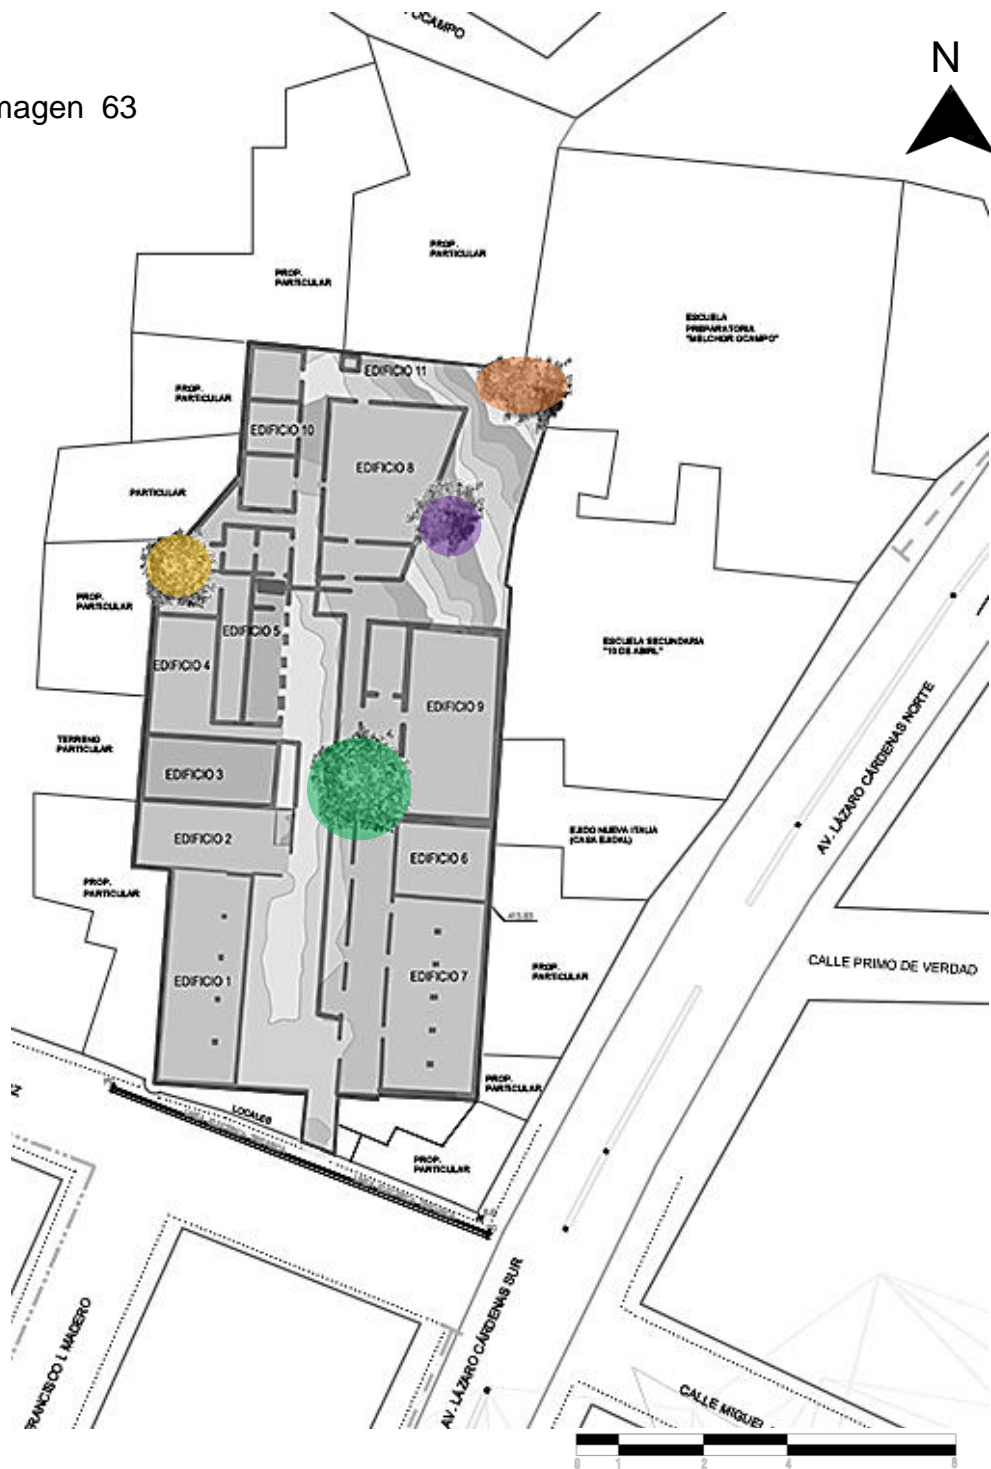 OCAMPO
N
magen 63
PROP.
PARTICULAR
PROP.
PARTICULAR
ESCUELA
PREPARATORIA
"MELCHOR OCAMPO"
EDIFICIO 11
PROP.
PARTICULAR
EDIFICIO 10
EDIFICIO 8
PARTICULAR
PROP.
PARTICULAR
EDIFICIO 5
EDIFICIO 4
ESCUELA SECUNDARIA
"10 DE ABRIL"
EDIFICIO 9
TERRENO
PARTICULAR
EDIFICIO 3
AV. LÁZARO CÁRDENAS NORTE
EDIFICIO 2
EJIDO NUEVA ITALIA
(CASA EJIDAL)
EDIFICIO 6
PROP.
PARTICULAR
EDIFICIO 1
EDIFICIO 7
PROP.
PARTICULAR
CALLE PRIMO DE VERDAD
PROP.
PARTICULAR
LOCALES
PROP.
PARTICULAR
N
FRANCISCO I. MADERO
AV. LÁZARO CÁRDENAS SUR
CALLE MIGUEL
0 1 2 4 8